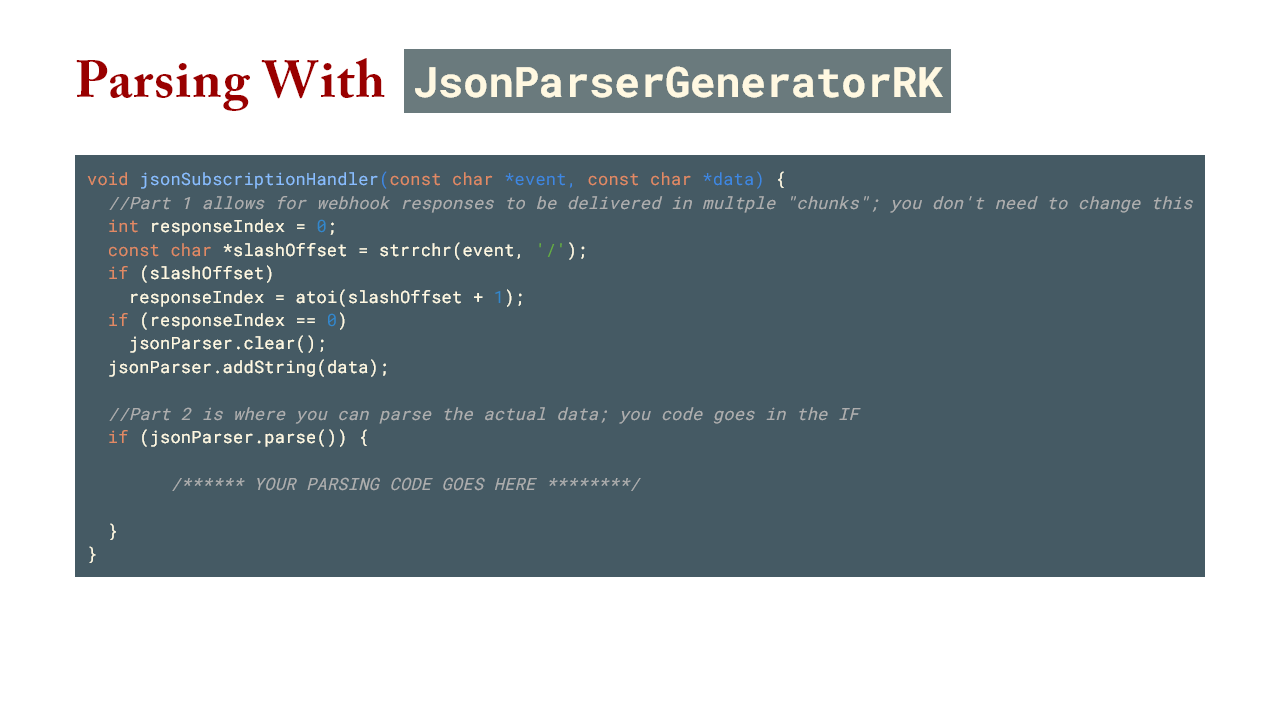 Parsing With JsonParserGeneratorRK
void jsonSubscriptionHandler(const char *event, const char *data) {
  //Part 1 allows for webhook responses to be delivered in multple "chunks"; you don't need to change this
  int responseIndex = 0;
  const char *slashOffset = strrchr(event, '/');
  if (slashOffset)
    responseIndex = atoi(slashOffset + 1);
  if (responseIndex == 0)
    jsonParser.clear();
  jsonParser.addString(data);
  //Part 2 is where you can parse the actual data; you code goes in the IF
  if (jsonParser.parse()) {
        /****** YOUR PARSING CODE GOES HERE ********/
  }
}